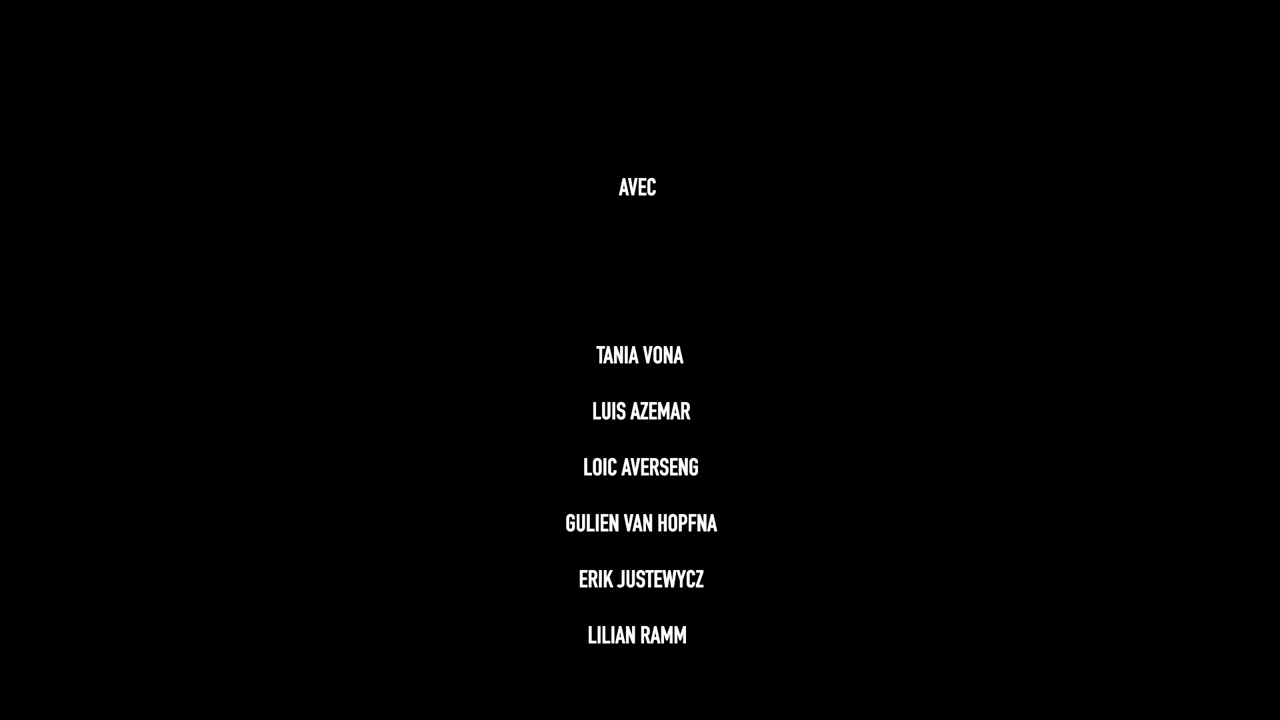 AVEC
TANIA VONA
LUIS AZEMAR
LOIC AVERSENG
GULIEN VAN HOPFNA
ERIK JUSTEWYCZ
LILIAN RAMM